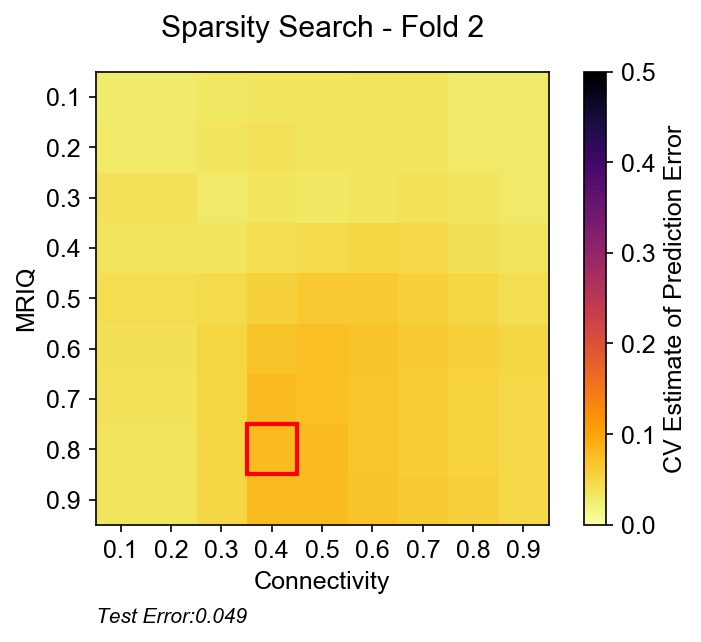 Sparsity Search - Fold 2
MRIQ
0.1
0.2
0.3
0.4
0.5
0.6
0.7
0.8
0.9
0.1 0.2 0.3 0.4 0.5 0.6 0.7 0.8 0.9
Connectivity
Test Error:0.049
0.5
0.4
0.3
0.2
0.1
0.0
CV Estimate of Prediction Error